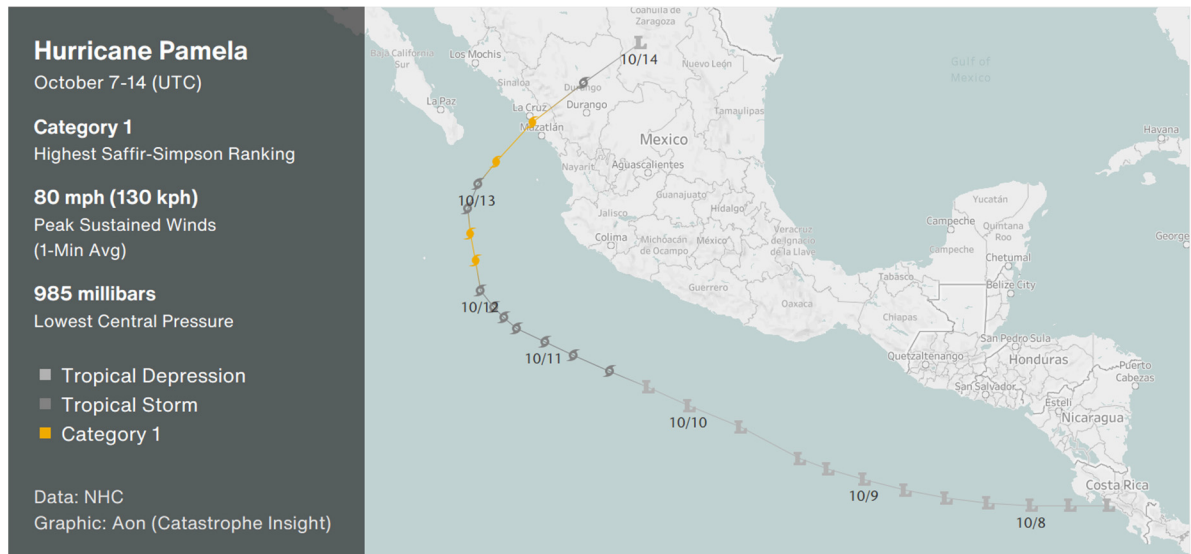 Hurricane Pamela
October 7-14 (UTC)
Category 1
Highest Saffir-Simpson Ranking
80 mph (130 kph)
Peak Sustained Winds
(1-Min Avg)
985 millibars
Lowest Central Pressure
Tropical Depression
Tropical Storm
Category 1
Data: NHC
Graphic: Aon (Catastrophe Insight)
Coahuila de
Zaragoza
L
10/14
Baja California
Sur
Los Mochis
Nuevo León
Gulf of
Mexico
Sinaloa
Durango
La Paz
La Cruz
Durango
Tamaulipas
Mazatlán
Mexico
Havana
Nayarit
Aguascalientes
10/13
Guanajuato
Yucatán
Jalisco
Hidalgo
Campeche
Quintana
Roo
Colima
Michoacán
de Ocampo
México
Veracruz
de Ignacio
de la Llav
Campeche
George
Chetumal
Tabasco
Belize City
Guerrero
10/12
Oaxaca
Chiapas
San Pedro Sula
10/11
Quetzaltenango
Honduras
Puerto
Cabezas
San Salvador
L
L
10/10
Estelí
Nicaragua
L
L
L
L
10/9
Costa Rica
L
L
L
L
10/8
L
L